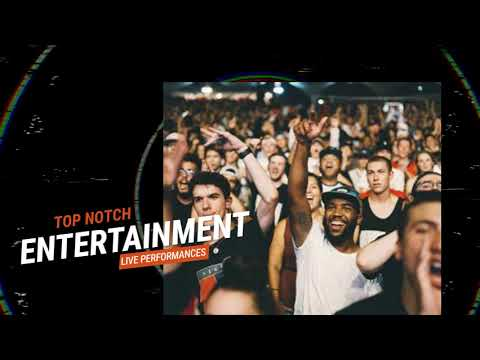 TOP NOTCH
ENTERTAINMENT
LIVE PERFORMANCES